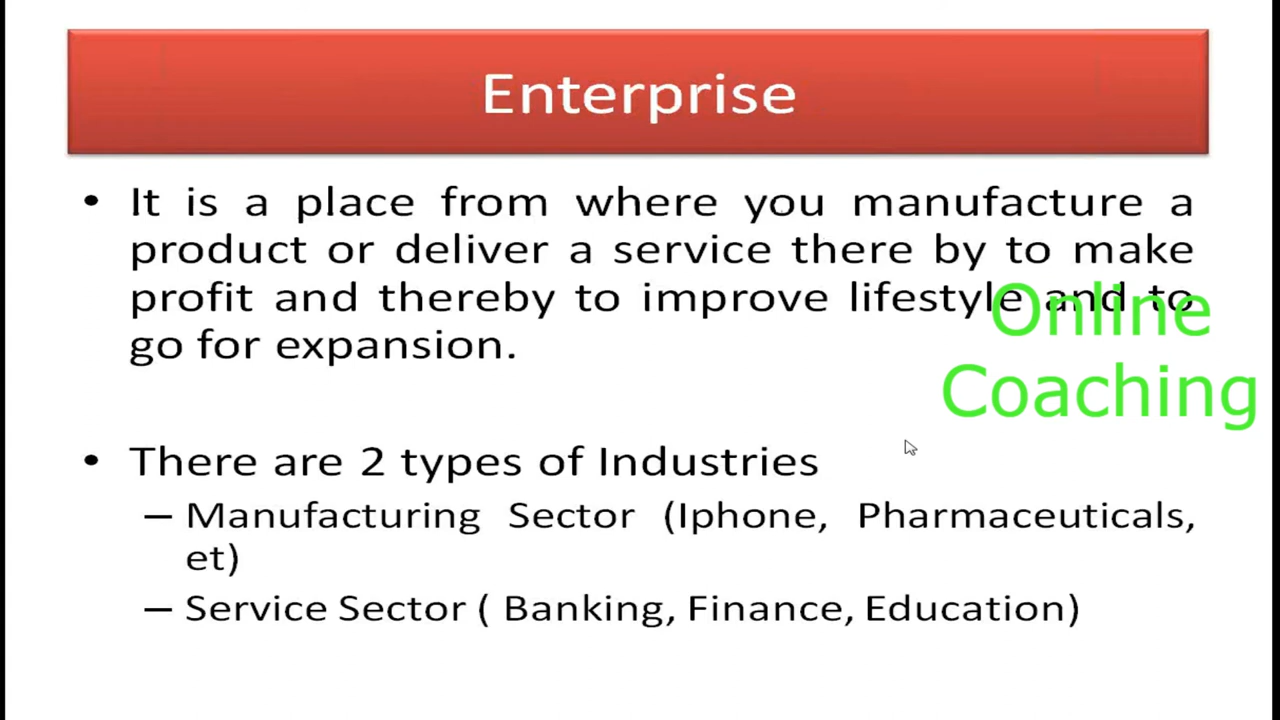 Enterprise
• It is a place from where you manufacture a
product or deliver a service there by to make
profit and thereby to improve lifestyle and to
go for expansion.
Online
Coaching
• There are 2 types of Industries
– Manufacturing Sector (Iphone, Pharmaceuticals,
et)
– Service Sector ( Banking, Finance, Education)